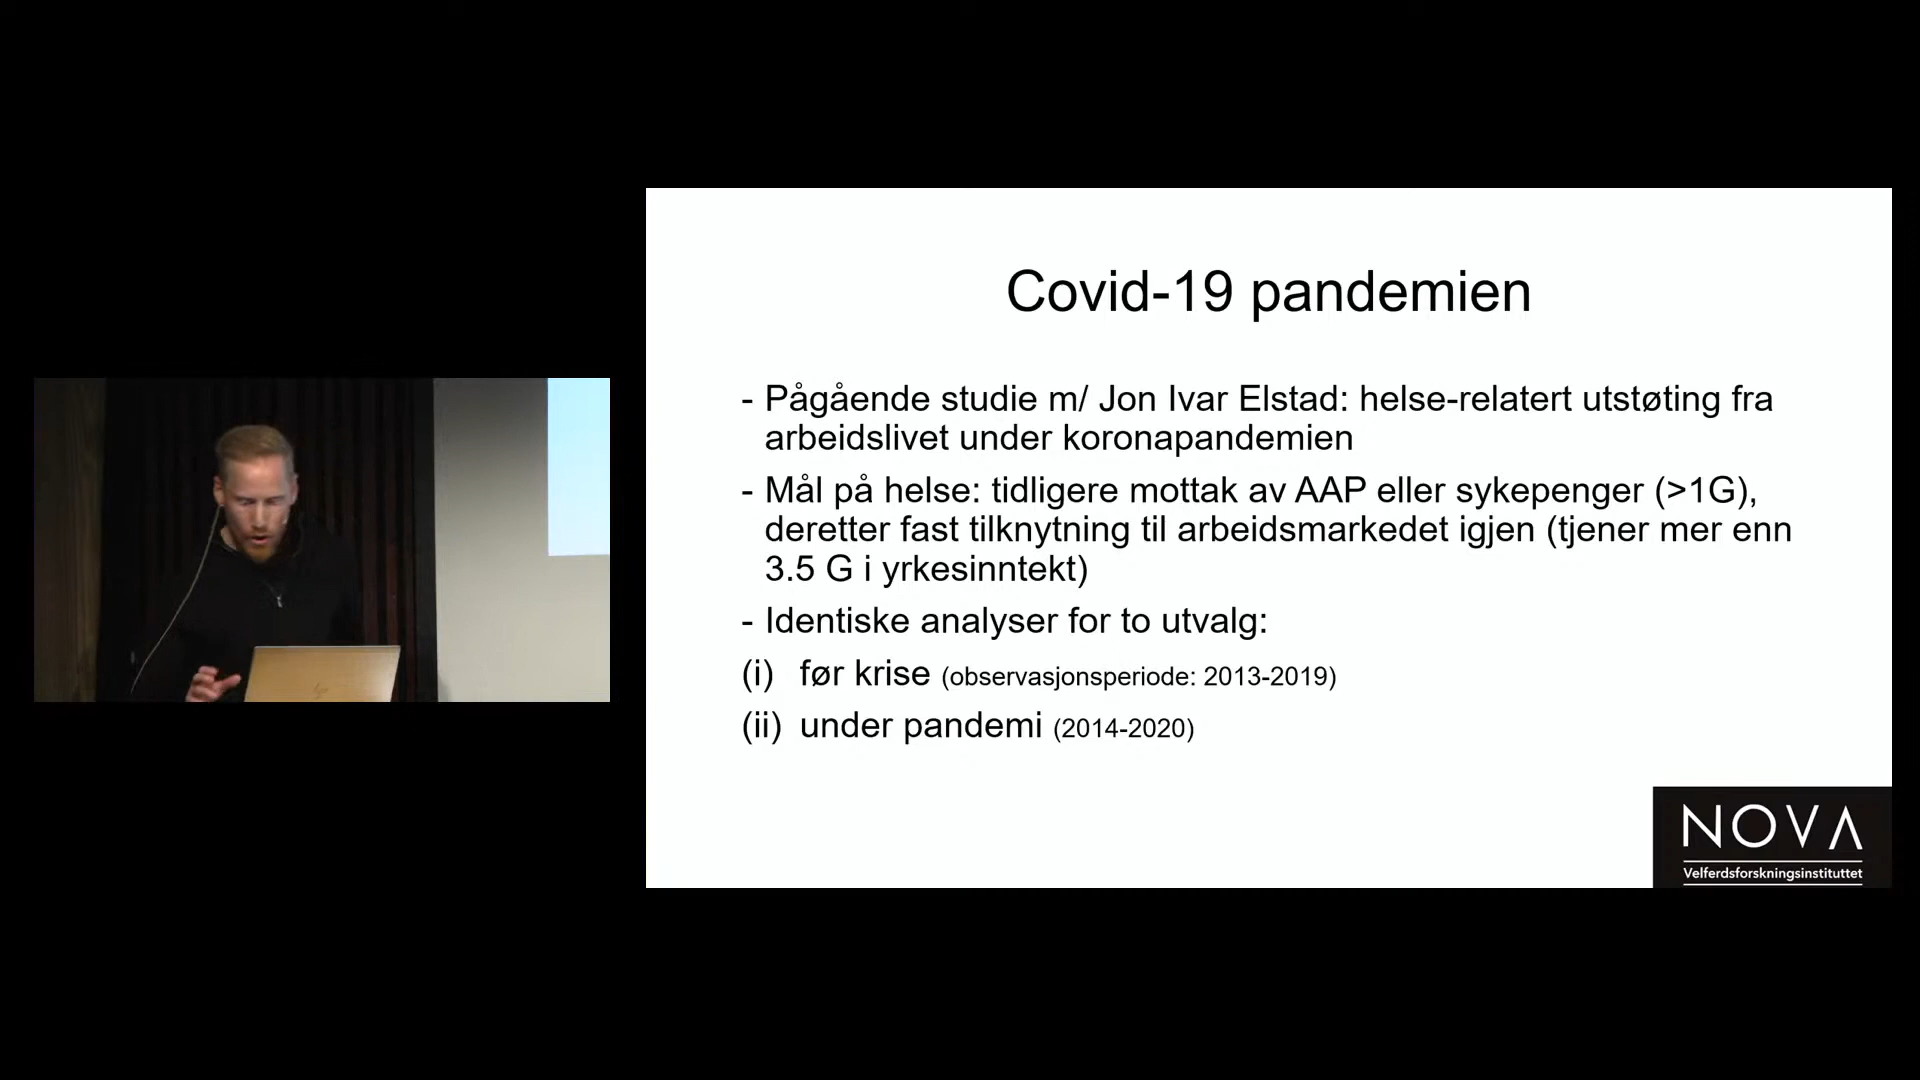 Covid-19 pandemien
- Pågående studie m/ Jon Ivar Elstad: helse-relatert utstøting fra
arbeidslivet under koronapandemien
- Mål på helse: tidligere mottak av AAP eller sykepenger (>1G),
deretter fast tilknytning til arbeidsmarkedet igjen (tjener mer enn
3.5 G i yrkesinntekt)
- Identiske analyser for to utvalg:
(i) før krise (observasjonsperiode: 2013-2019)
(ii) under pandemi (2014-2020)
NOVA
Velferdsforskningsinstituttet